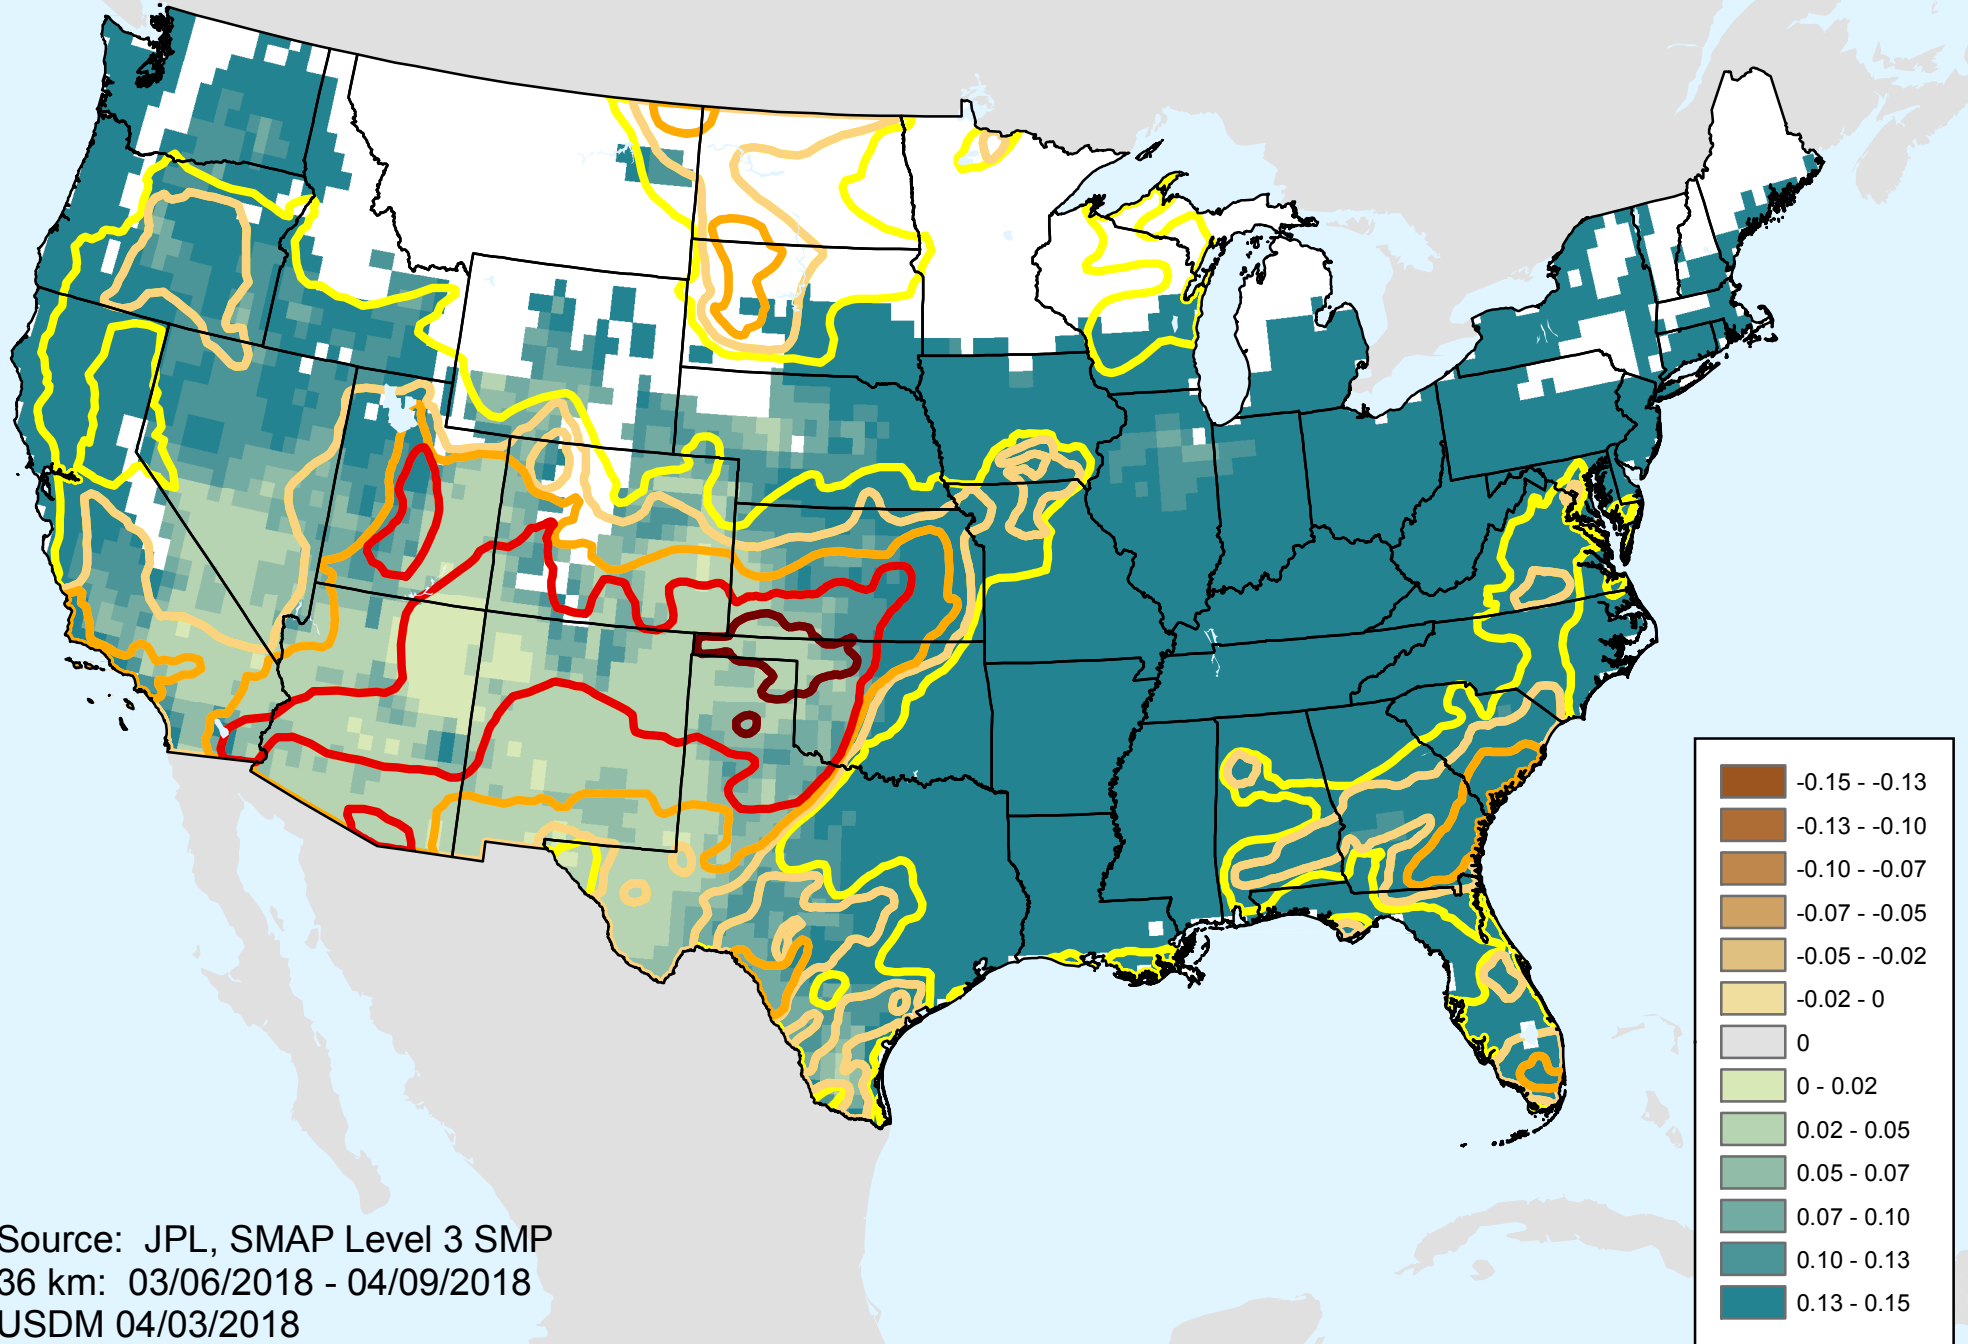 -0.15 - -0.13
-0.13 - -0.10
-0.10 - -0.07
-0.07 - -0.05
-0.05 - -0.02
-0.02 - 0
0
0 - 0.02
0.02 - 0.05
0.05 - 0.07
0.07 - 0.10
0.10 - 0.13
0.13 - 0.15
Source: JPL, SMAP Level 3 SMP
36 km: 03/06/2018 - 04/09/2018
USDM 04/03/2018